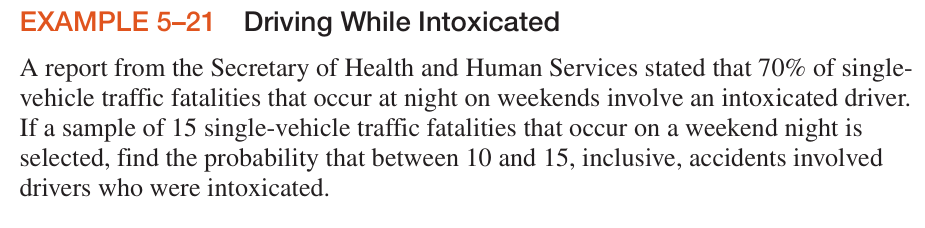 EXAMPLE 5–21 Driving While Intoxicated
A report from the Secretary of Health and Human Services stated that 70% of single-
vehicle traffic fatalities that occur at night on weekends involve an intoxicated driver.
If a sample of 15 single-vehicle traffic fatalities that occur on a weekend night is
selected, find the probability that between 10 and 15, inclusive, accidents involved
drivers who were intoxicated.